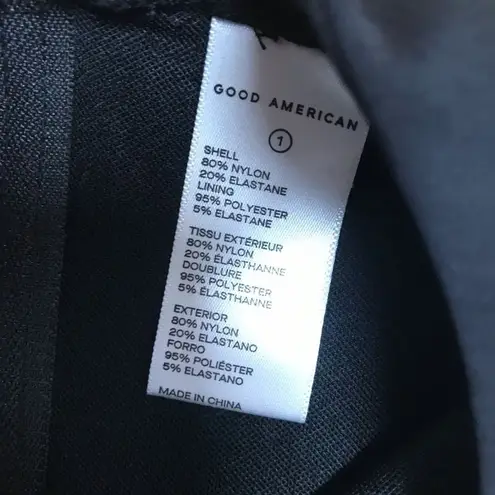 GOOD AMERICAN
1
SHELL
80% NYLON
20% ELASTANE
LINING
95% POLYESTER
5% ELASTANE
TISSU EXTÉRIEUR
80% NYLON
20% ÉLASTHANNE
DOUBLURE
95% POLYESTER
5% ÉLASTHANNE
EXTERIOR
80% NYLON
20% ELASTANO
FORRO
95% POLIÉSTER
5% ELASTANO
MADE IN CHINA